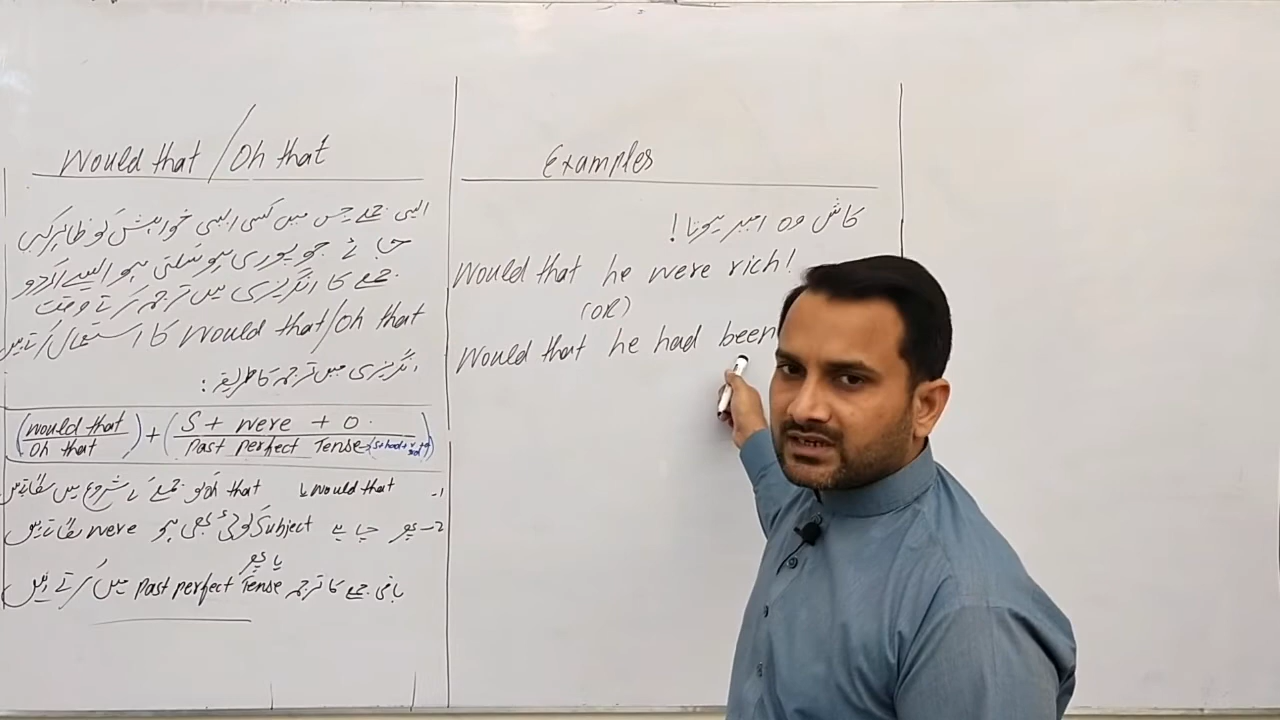 Would that / Oh that
ایسی جملے جس میں کسی ایسی خواہش کو ظاہر کیا
جائے جو پوری ہو سکتی ہو ایسے اردو
جملے کا انگریزی میں ترجمہ کرتے وقت
Would that/Oh that کا استعمال کرتے ہیں
انگریزی میں ترجمہ کا طریقہ:
(Would that / Oh that) + (S + were + O. / Past Perfect Tense
1- Would that یا Oh that کو جملے کے شروع میں لگاتے ہیں
2- پھر چاہے Subject کوئی بھی ہو were لگاتے ہیں
یا پھر
باقی جملے کا ترجمہ Past perfect Tense میں کرتے ہیں
Examples
کاش وہ امیر ہوتا!
Would that he were rich!
(OR)
Would that he had been